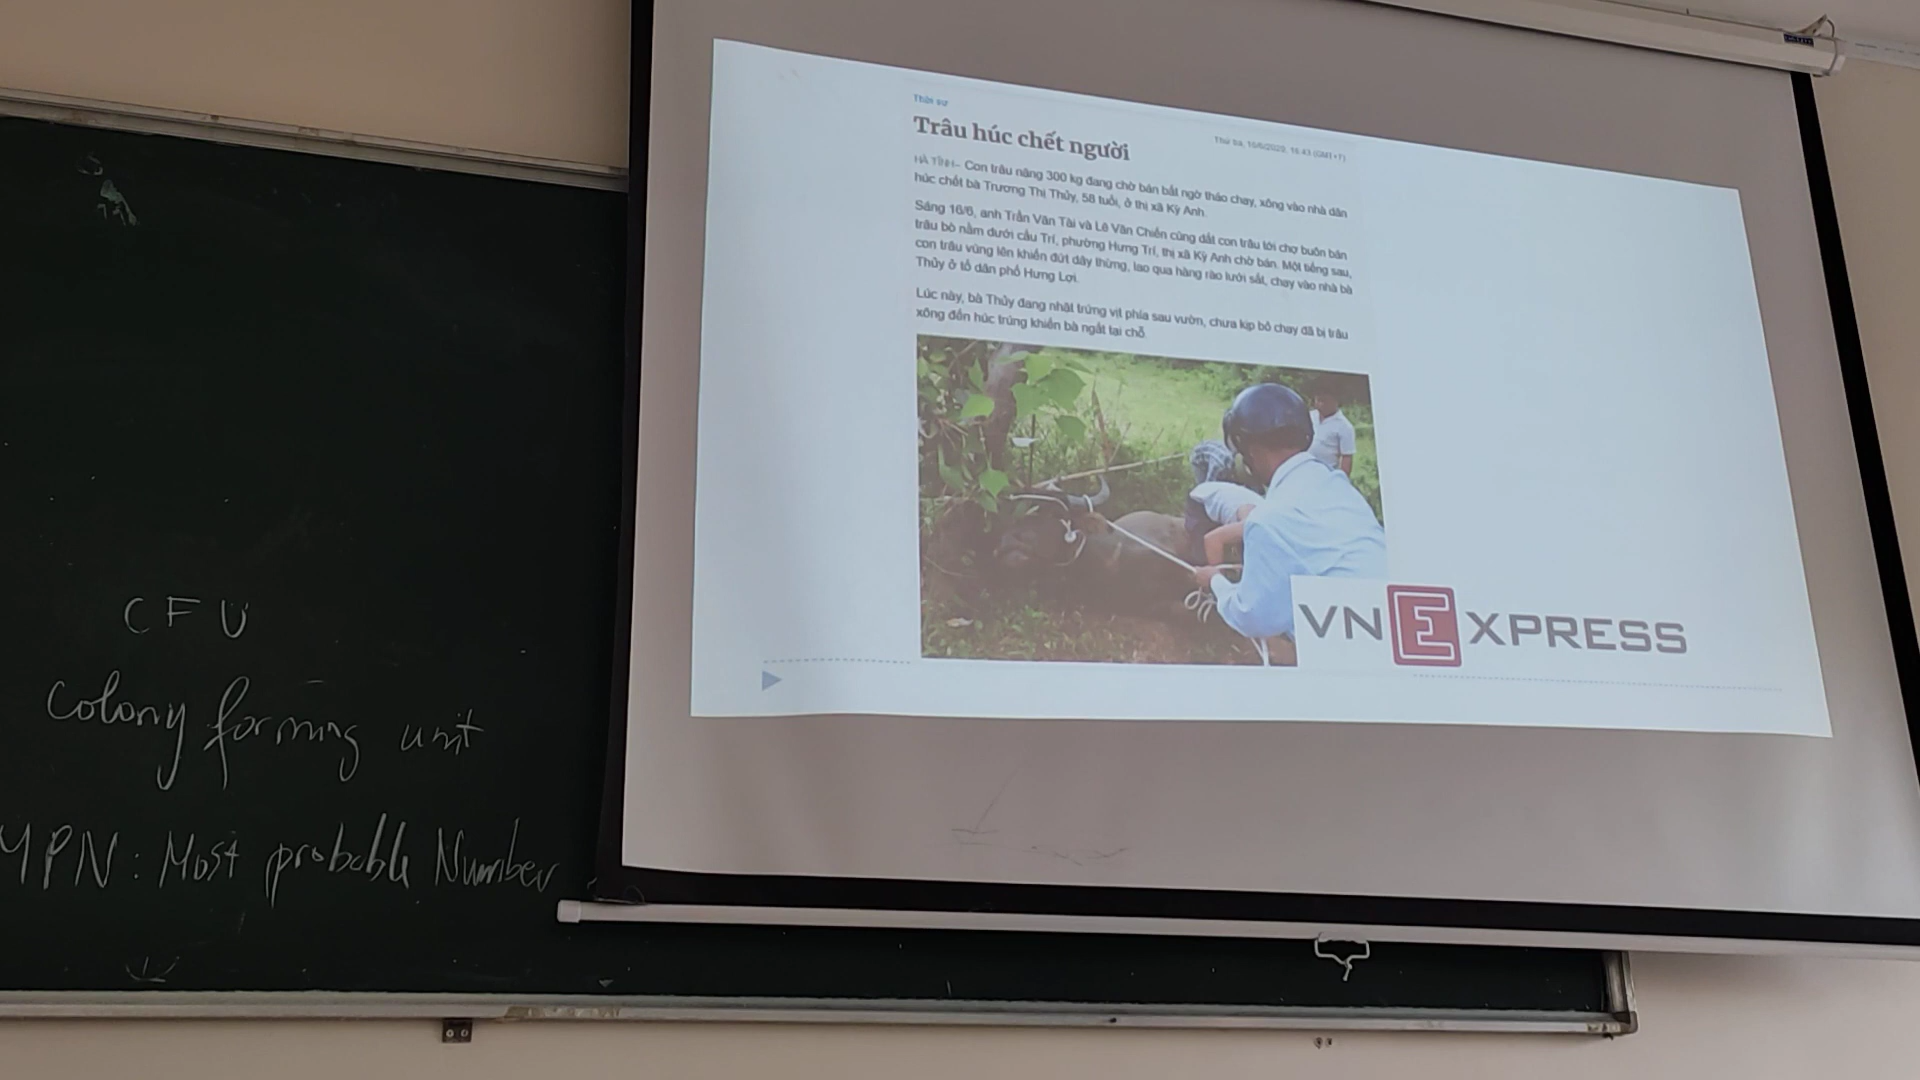 CFU
Colony forming unit
MPN: Most probable Number
Thời sự
Trâu húc chết người
Thứ ba, 16/6/2020, 16:43 (GMT+7)
HÀ TĨNH – Con trâu nặng 300 kg đang chờ bán bất ngờ tháo chạy, xông vào nhà dân
húc chết bà Trương Thị Thủy, 58 tuổi, ở thị xã Kỳ Anh.
Sáng 16/6, anh Trần Văn Tài và Lê Văn Chiến cùng dắt con trâu tới chợ buôn bán
trâu bò nằm dưới cầu Trí, phường Hưng Trí, thị xã Kỳ Anh chờ bán. Một tiếng sau,
con trâu vùng lên khiến đứt dây thừng, lao qua hàng rào lưới sắt, chạy vào nhà bà
Thủy ở tổ dân phố Hưng Lợi.
Lúc này, bà Thủy đang nhặt trứng vịt phía sau vườn, chưa kịp bỏ chạy đã bị trâu
xông đến húc trúng khiến bà ngất tại chỗ.
VNEXPRESS